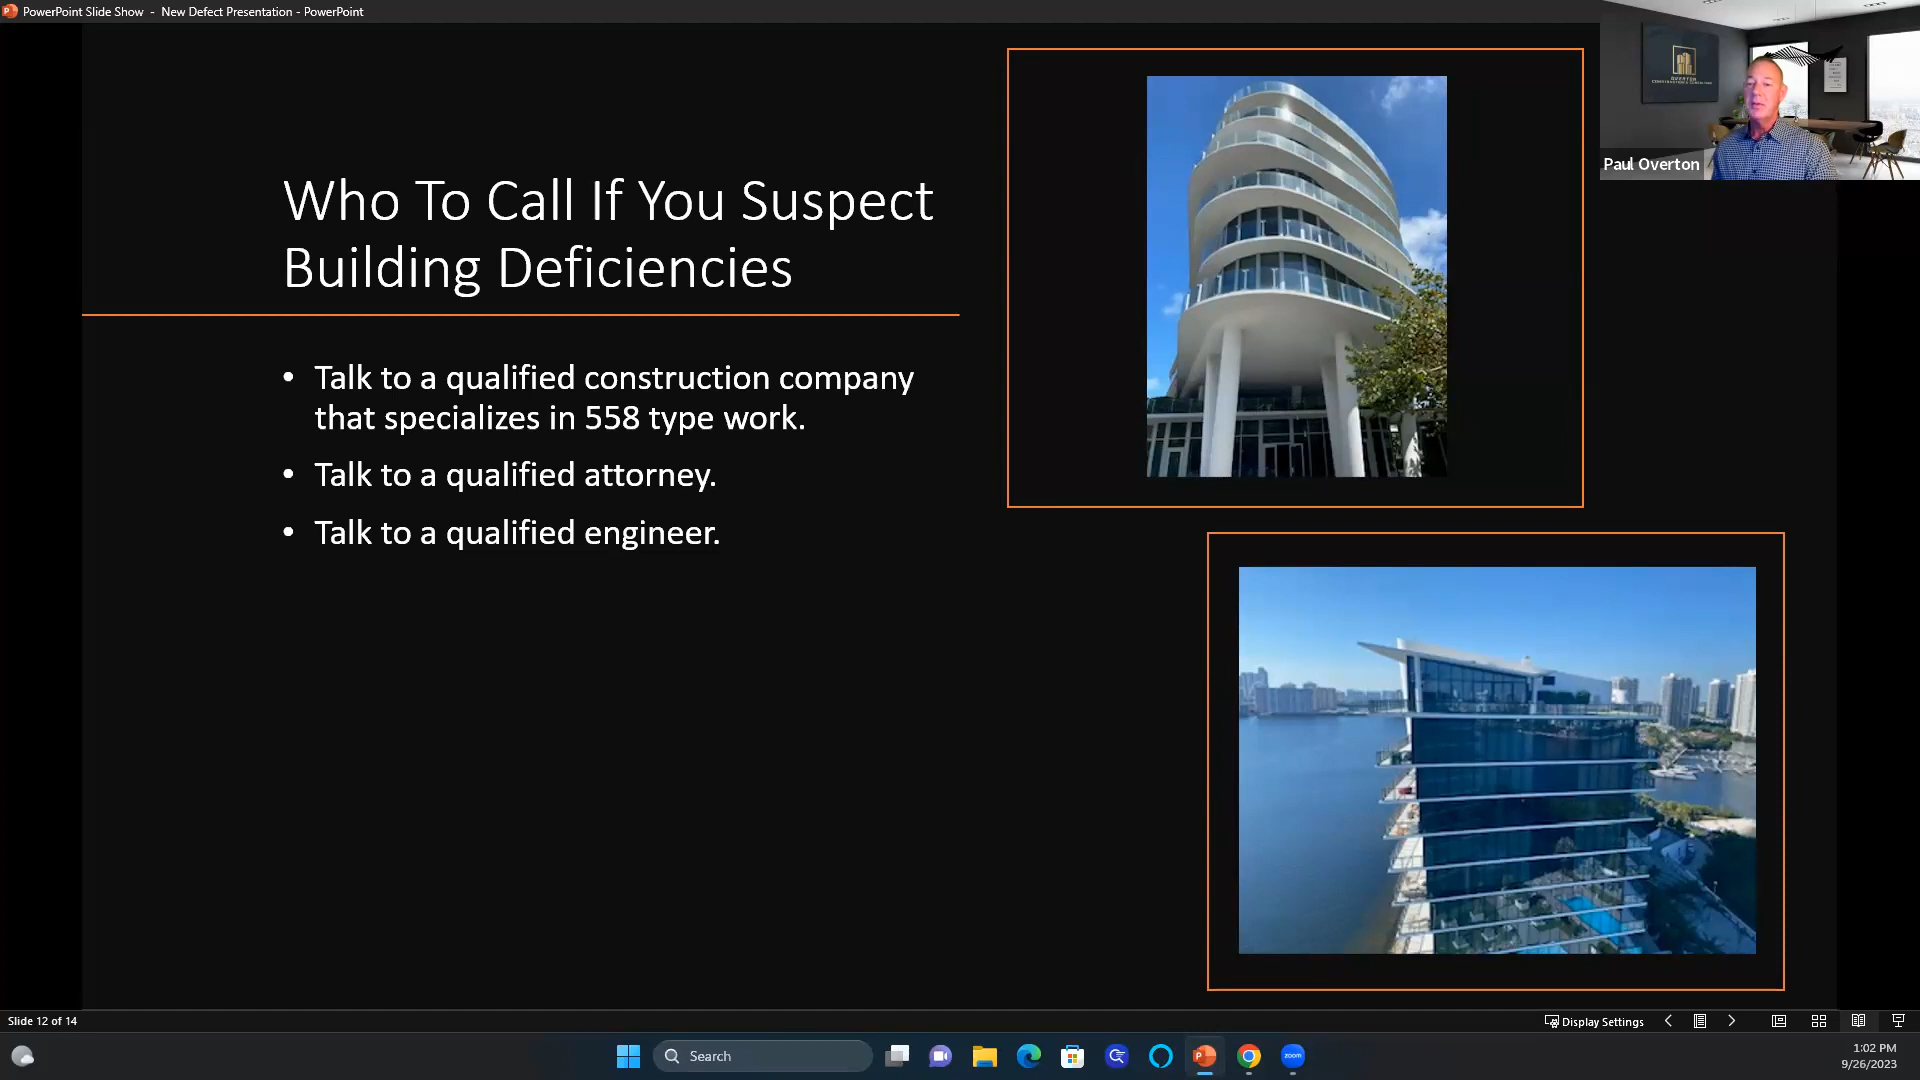 PowerPoint Slide Show - New Defect Presentation - PowerPoint
Paul Overton
Who To Call If You Suspect
Building Deficiencies
• Talk to a qualified construction company
that specializes in 558 type work.
• Talk to a qualified attorney.
• Talk to a qualified engineer.
Slide 12 of 14
Display Settings
Search
zoom
1:02 PM
9/26/2023